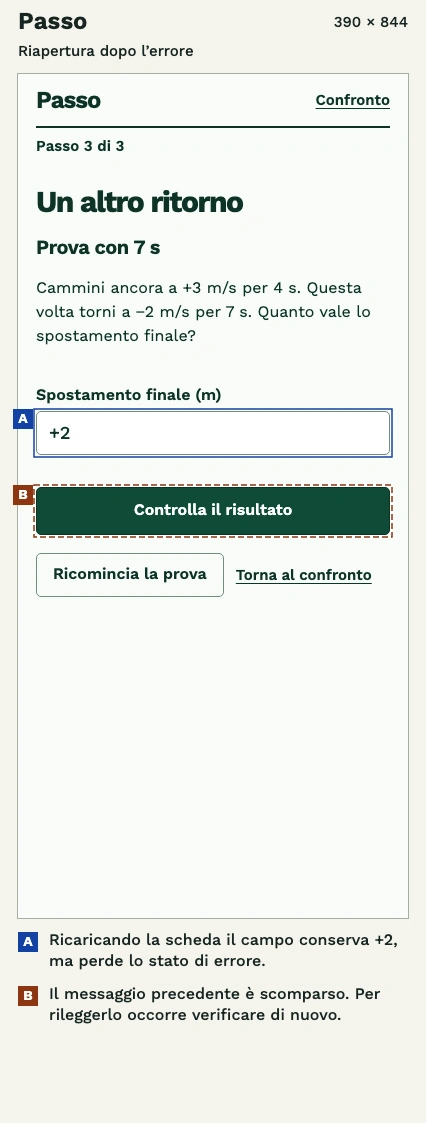 Passo
390 × 844
Riapertura dopo l’errore
Passo
Confronto
Passo 3 di 3
Un altro ritorno
Prova con 7 s
Cammini ancora a +3 m/s per 4 s. Questa
volta torni a −2 m/s per 7 s. Quanto vale lo
spostamento finale?
Spostamento finale (m)
A
+2
B
Controlla il risultato
Ricomincia la prova
Torna al confronto
A
Ricaricando la scheda il campo conserva +2,
ma perde lo stato di errore.
B
Il messaggio precedente è scomparso. Per
rileggerlo occorre verificare di nuovo.